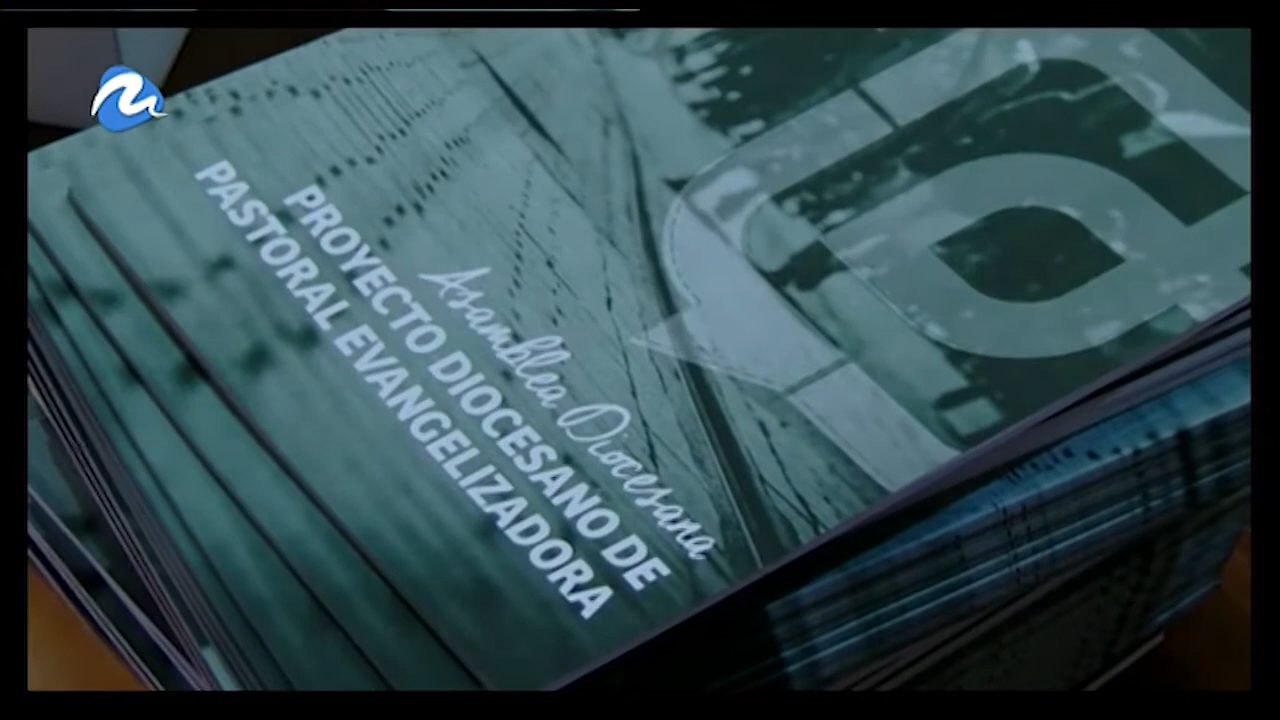 Asamblea Diocesana
PROYECTO DIOCESANO DE
PASTORAL EVANGELIZADORA